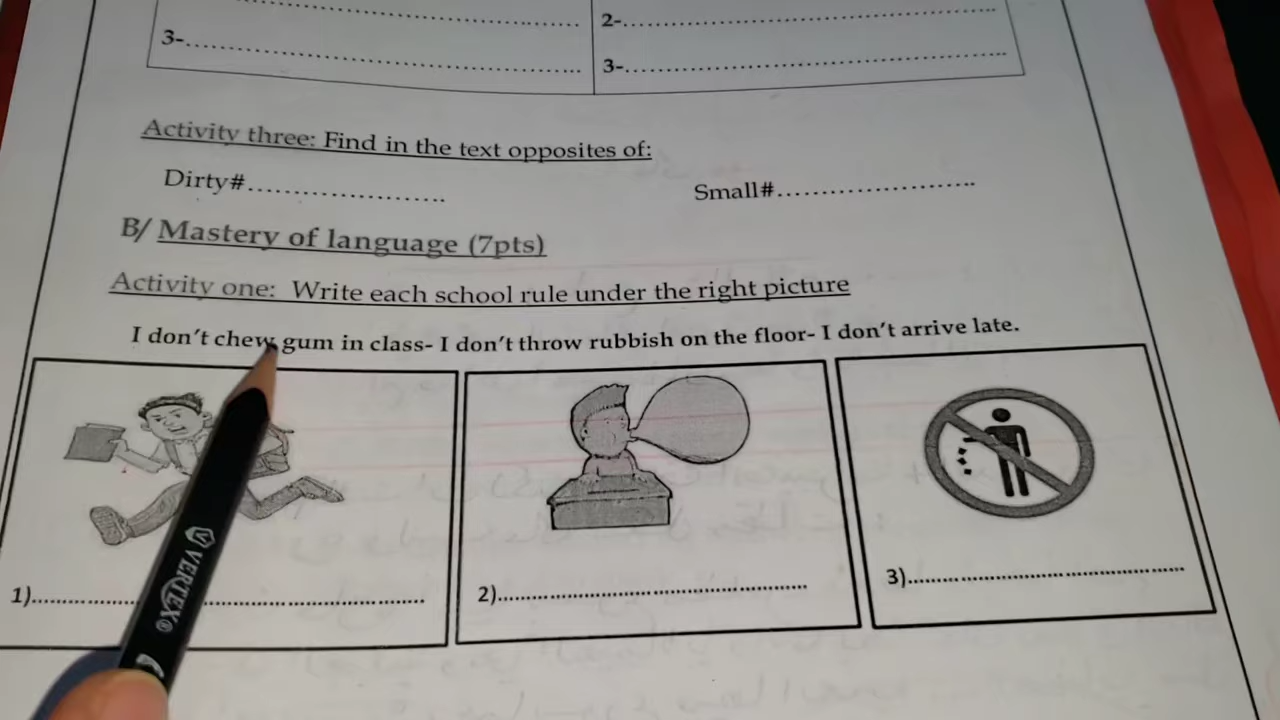 2-..................................................
3-..................................................
3-..................................................
Activity three: Find in the text opposites of:
Dirty#........................
Small#........................
B/ Mastery of language (7pts)
Activity one: Write each school rule under the right picture
I don't chew gum in class- I don't throw rubbish on the floor- I don't arrive late.
1)..................................................
2)..................................................
3)..................................................
VERTEX®